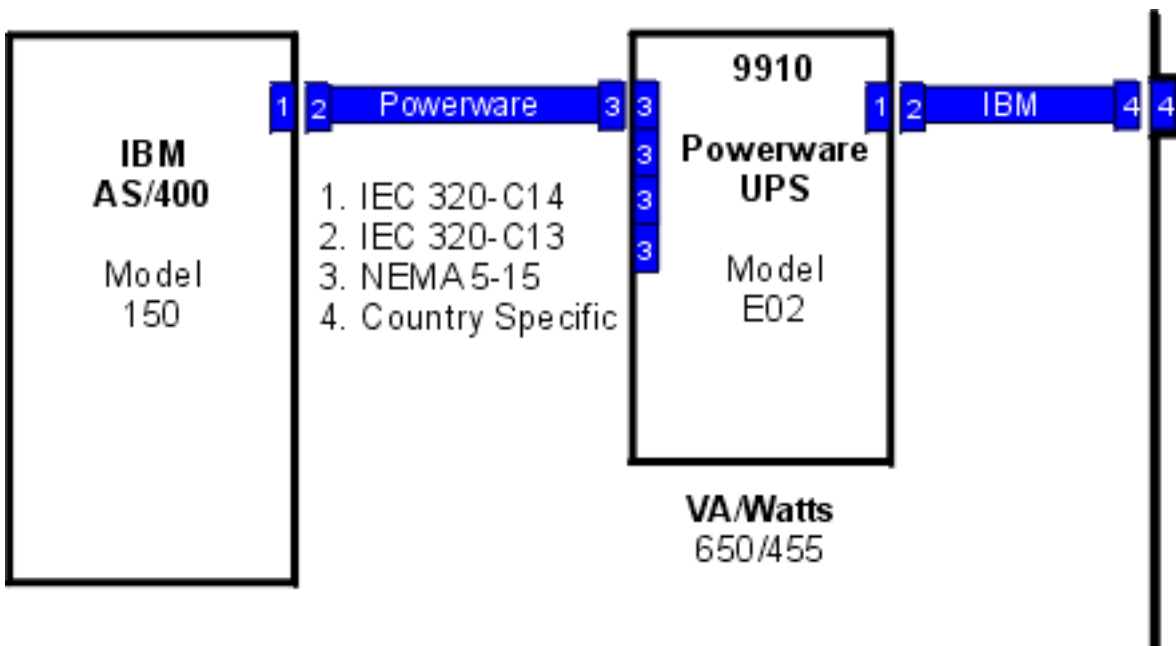 IBM
AS/400
Model
150
1
2
Powerware
3
1. IEC 320-C14
2. IEC 320-C13
3. NEMA 5-15
4. Country Specific
9910
Powerware
UPS
Model
E02
3
3
3
3
1
VA/Watts
650/455
2
IBM
4
4